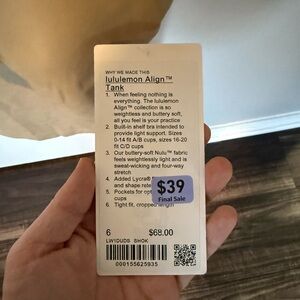 WHY WE MADE THIS
lululemon Align™
Tank
1. When feeling nothing is
everything. The lululemon
Align™ collection is so
weightless and buttery soft,
all you feel is your practice
2. Built-in shelf bra intended to
provide light support. Sizes
0-14 fit A/B cups, sizes 16-20
fit C/D cups
3. Our buttery-soft Nulu™ fabric
feels weightlessly light and is
sweat-wicking and four-way
stretch
4. Added Lycra®
and shape rete
5. Pockets for opt
cups
6. Tight fit, cropped length
$39
Final Sale
6 $68.00
LW1DUDS SHDK
000155625935